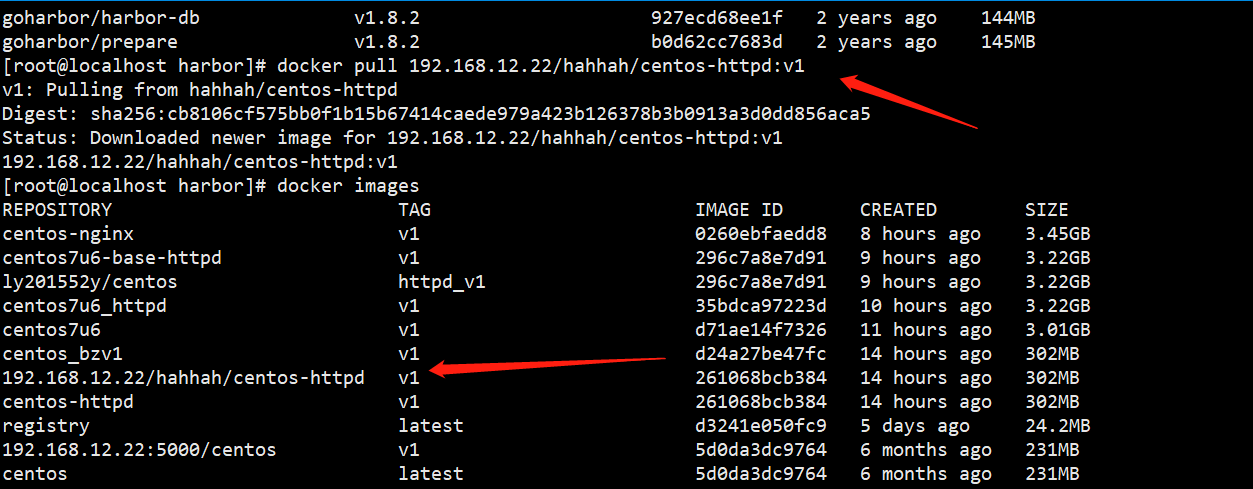 goharbor/harbor-db v1.8.2 927ecd68ee1f 2 years ago 144MB
goharbor/prepare v1.8.2 b0d62cc7683d 2 years ago 145MB
[root@localhost harbor]# docker pull 192.168.12.22/hahhah/centos-httpd:v1
v1: Pulling from hahhah/centos-httpd
Digest: sha256:cb8106cf575bb0f1b15b67414caede979a423b126378b3b0913a3d0dd856aca5
Status: Downloaded newer image for 192.168.12.22/hahhah/centos-httpd:v1
192.168.12.22/hahhah/centos-httpd:v1
[root@localhost harbor]# docker images
REPOSITORY TAG IMAGE ID CREATED SIZE
centos-nginx v1 0260ebfaedd8 8 hours ago 3.45GB
centos7u6-base-httpd v1 296c7a8e7d91 9 hours ago 3.22GB
ly201552y/centos httpd_v1 296c7a8e7d91 9 hours ago 3.22GB
centos7u6_httpd v1 35bdca97223d 10 hours ago 3.22GB
centos7u6 v1 d71ae14f7326 11 hours ago 3.01GB
centos_bzv1 v1 d24a27be47fc 14 hours ago 302MB
192.168.12.22/hahhah/centos-httpd v1 261068bcb384 14 hours ago 302MB
centos-httpd v1 261068bcb384 14 hours ago 302MB
registry latest d3241e050fc9 5 days ago 24.2MB
192.168.12.22:5000/centos v1 5d0da3dc9764 6 months ago 231MB
centos latest 5d0da3dc9764 6 months ago 231MB